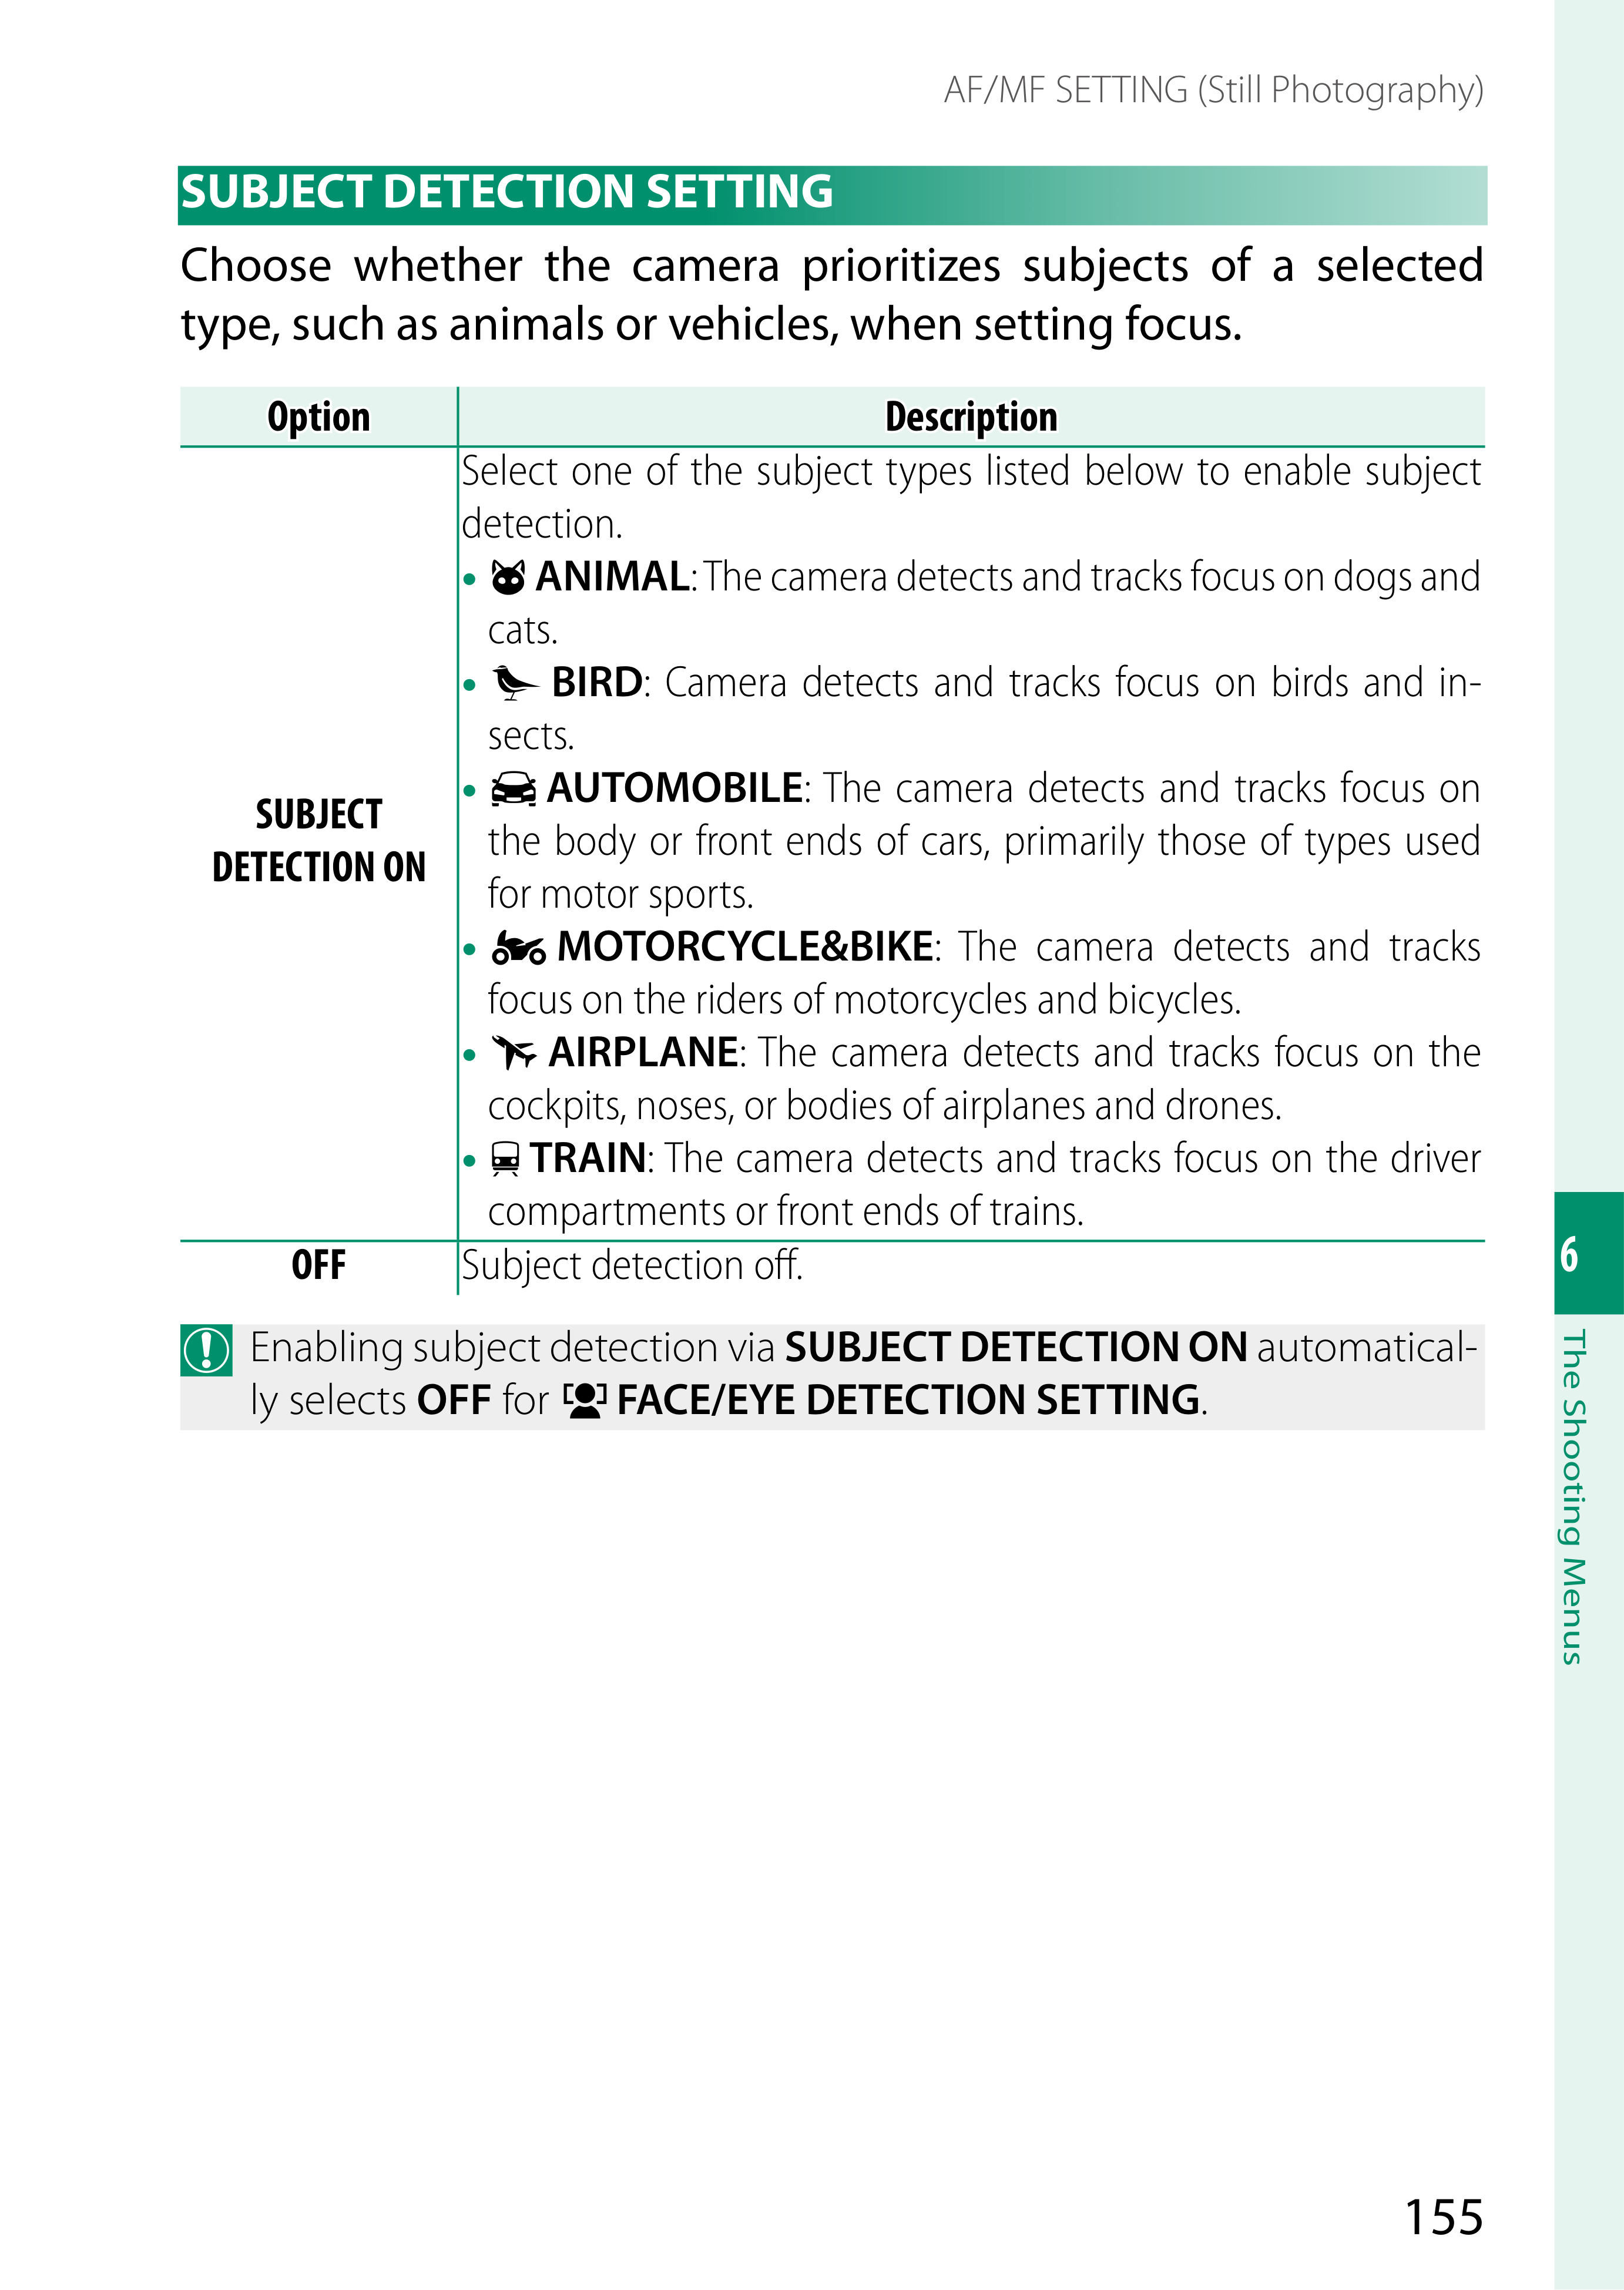 AF/MF SETTING (Still Photography)
SUBJECT DETECTION SETTING
Choose whether the camera prioritizes subjects of a selected
type, such as animals or vehicles, when setting focus.
Option
Description
SUBJECT
DETECTION ON
Select one of the subject types listed below to enable subject
detection.
• ANIMAL: The camera detects and tracks focus on dogs and
cats.
• BIRD: Camera detects and tracks focus on birds and in-
sects.
• AUTOMOBILE: The camera detects and tracks focus on
the body or front ends of cars, primarily those of types used
for motor sports.
• MOTORCYCLE&BIKE: The camera detects and tracks
focus on the riders of motorcycles and bicycles.
• AIRPLANE: The camera detects and tracks focus on the
cockpits, noses, or bodies of airplanes and drones.
• TRAIN: The camera detects and tracks focus on the driver
compartments or front ends of trains.
OFF
Subject detection off.
Enabling subject detection via SUBJECT DETECTION ON automatical-
ly selects OFF for FACE/EYE DETECTION SETTING.
6
The Shooting Menus
155